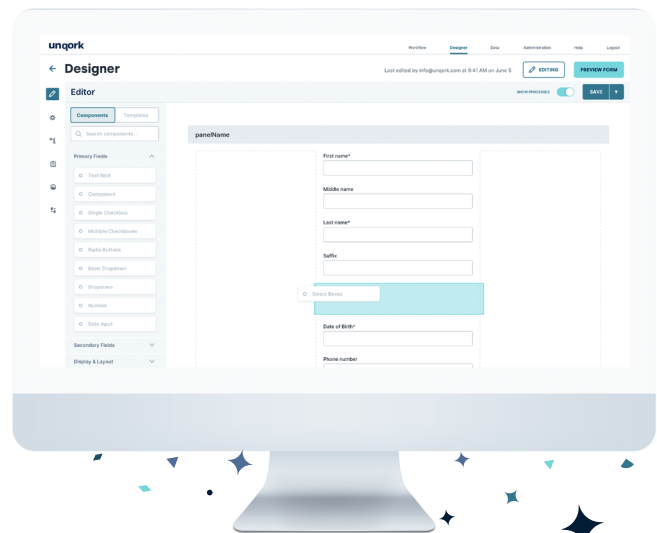 unqork
Workflow Designer Data Administration Help Logout
← Designer
Last edited by info@unqork.com at 9:41 AM on June 5
EDITING
PREVIEW FORM
Editor
SHOW PROCESSES
SAVE
Components Templates
Search components...
panelName
Primary Fields
Text field
Component
Single Checkbox
Multiple Checkboxes
Radio Buttons
Basic Dropdown
Dropdown
Number
Date Input
Secondary Fields
Display & Layout
First name*
Middle name
Last name*
Suffix
Select Boxes
Date of Birth*
Phone number